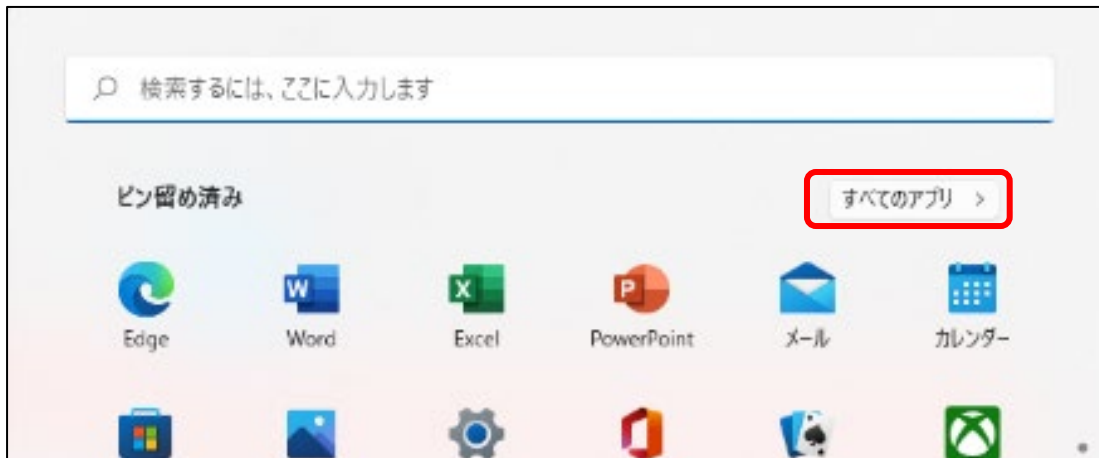 検索するには、ここに入力します
ピン留め済み
すべてのアプリ >
Edge
Word
Excel
PowerPoint
メール
カレンダー